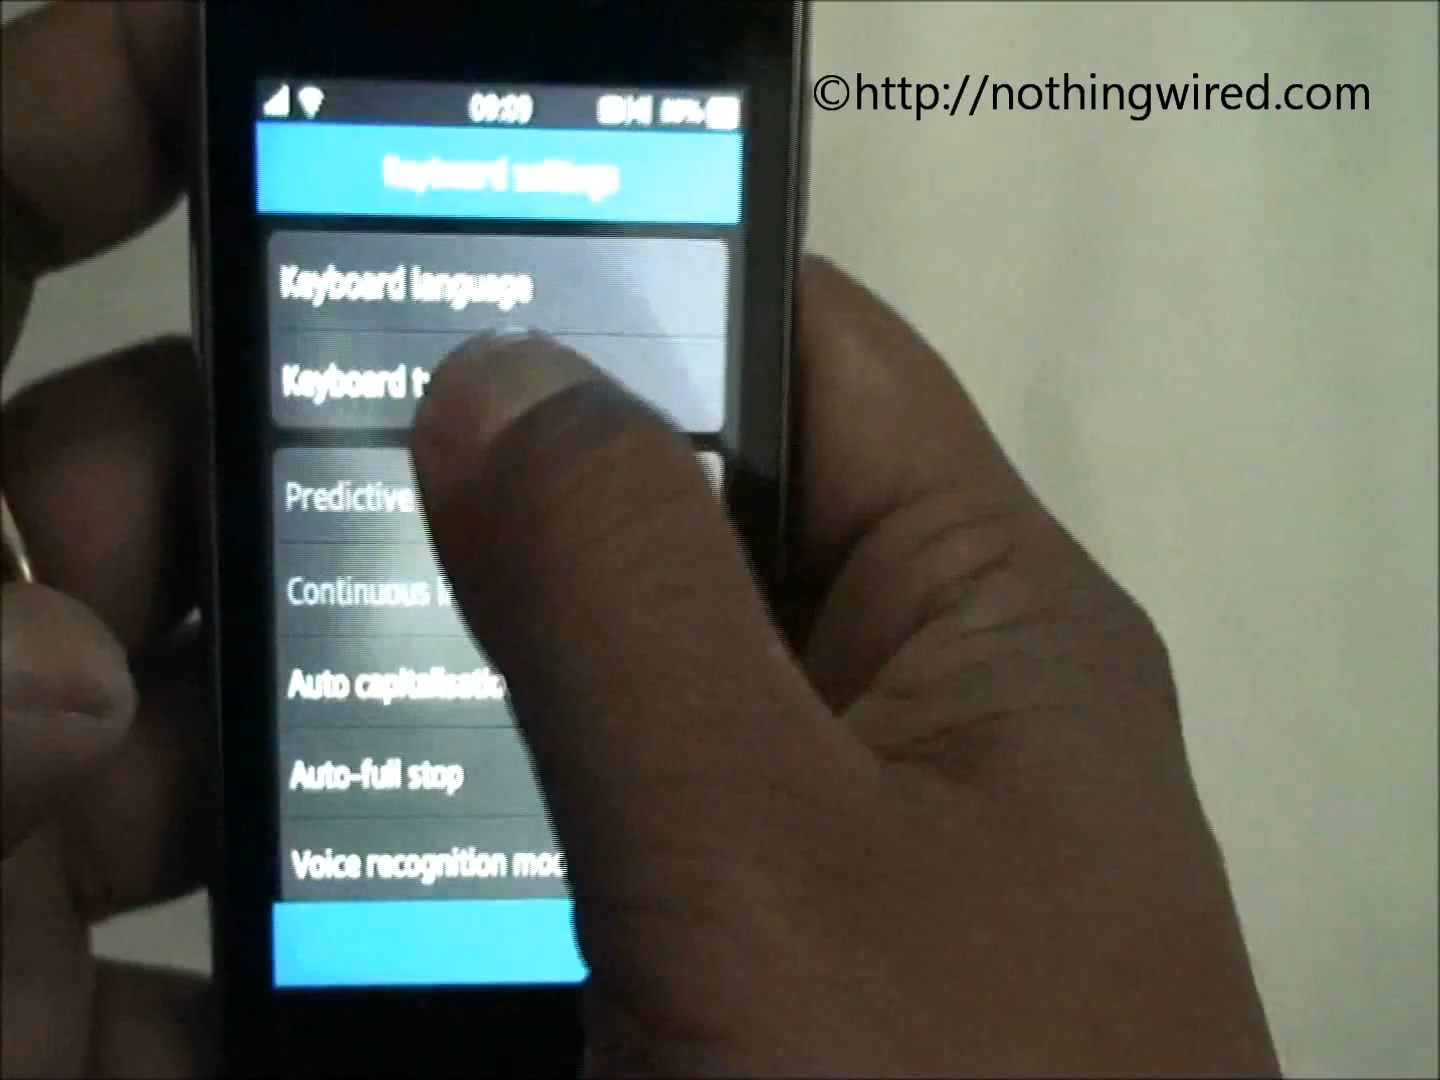 ©http://nothingwired.com
09:09
Keyboard settings
Keyboard language
Keyboard
Predictive
Continuous
Auto capitalisatio
Auto-full stop
Voice recognition mod